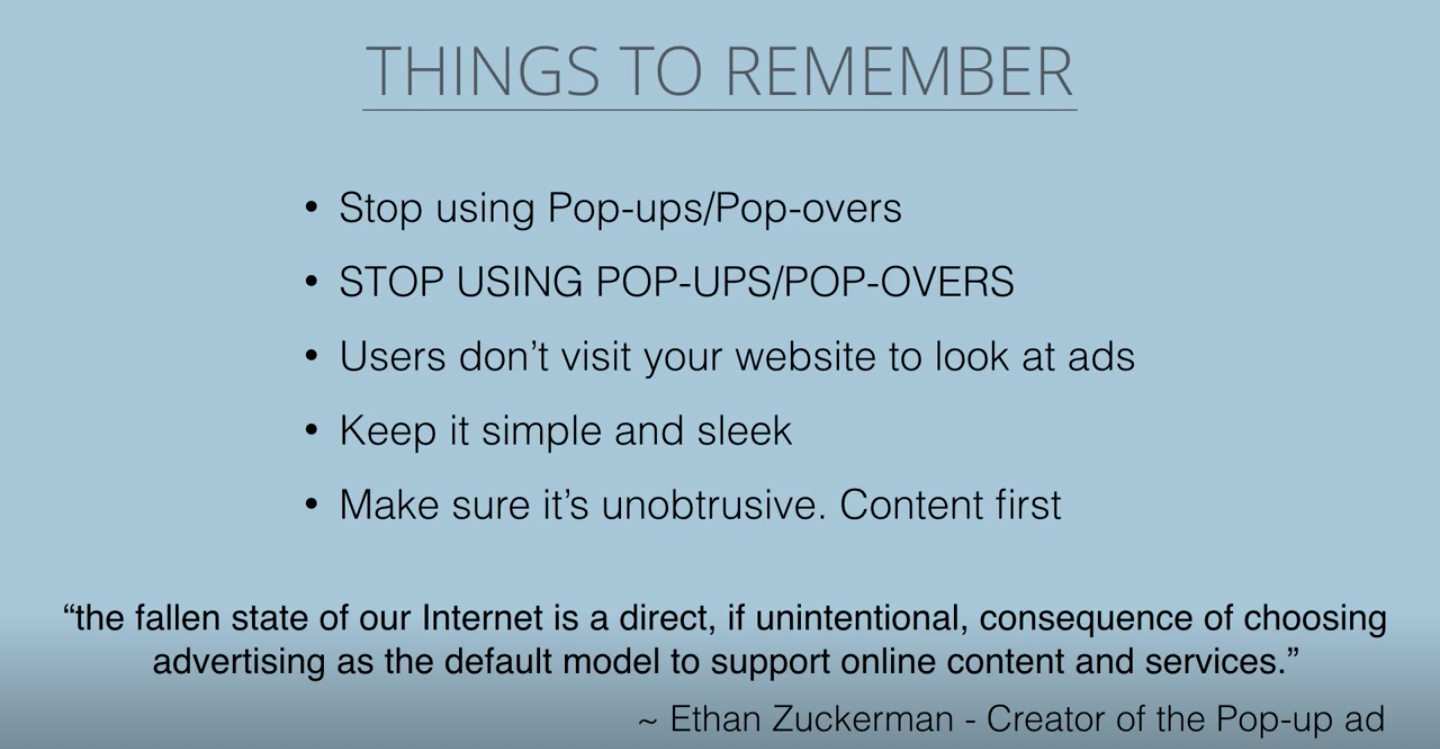 THINGS TO REMEMBER
• Stop using Pop-ups/Pop-overs
• STOP USING POP-UPS/POP-OVERS
• Users don’t visit your website to look at ads
• Keep it simple and sleek
• Make sure it’s unobtrusive. Content first
“the fallen state of our Internet is a direct, if unintentional, consequence of choosing
advertising as the default model to support online content and services.”
~ Ethan Zuckerman - Creator of the Pop-up ad